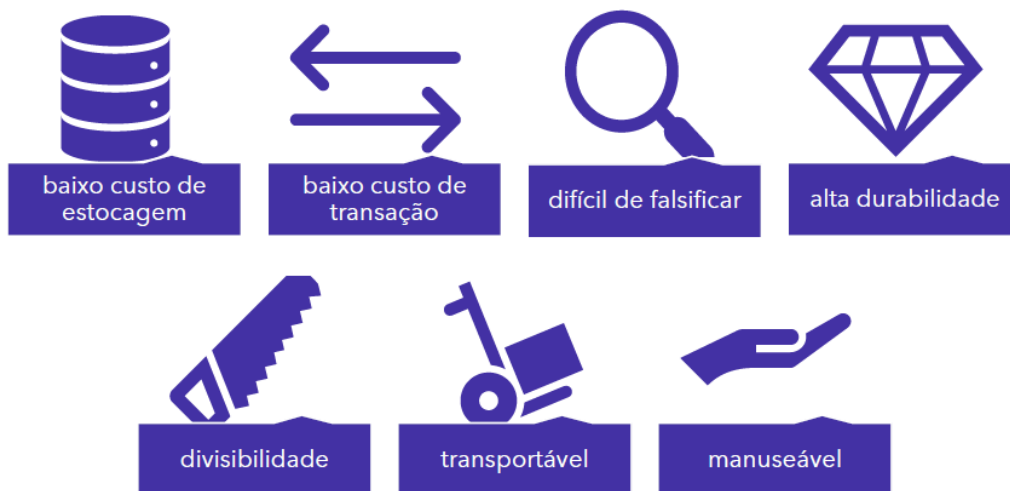 baixo custo de
estocagem
baixo custo de
transação
difícil de falsificar
alta durabilidade
divisibilidade
transportável
manuseável